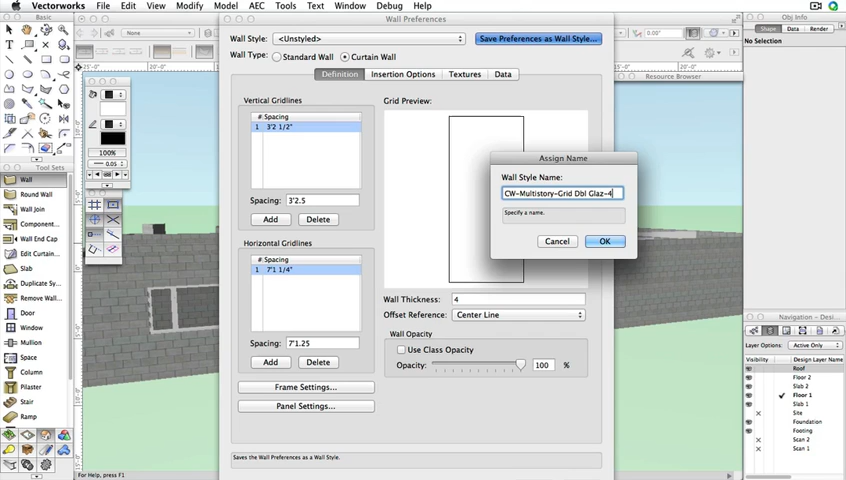 Vectorworks File Edit View Modify Model AEC Tools Text Window Debug Help
Wall Preferences
Wall Style: <Unstyled> Save Preferences as Wall Style...
Wall Type: Standard Wall Curtain Wall
Definition Insertion Options Textures Data
Vertical Gridlines
# Spacing
1 3'2 1/2"
Spacing: 3'2.5
Add Delete
Horizontal Gridlines
# Spacing
1 7'1 1/4"
Spacing: 7'1.25
Add Delete
Frame Settings...
Panel Settings...
Grid Preview:
Wall Thickness: 4
Offset Reference: Center Line
Wall Opacity
Use Class Opacity
Opacity: 100 %
Saves the Wall Preferences as a Wall Style.
Assign Name
Wall Style Name:
CW-Multistory-Grid Dbl Glaz-4
Specify a name.
Cancel OK
None
100%
0.05
Tool Sets
Wall
Round Wall
Wall Join
Component...
Wall End Cap
Edit Curtain...
Slab
Duplicate Sy...
Remove Wall...
Door
Window
Mullion
Space
Column
Pilaster
Stair
Ramp
For Help, press F1
Obj Info
Shape Data Render
No Selection
Resource Browser
Navigation - Desi...
Layer Options: Active Only
Visibility Design Layer Name
Roof
Floor 2
Slab 2
Floor 1
Slab 1
Site
Foundation
Footing
Scan 2
Scan 1